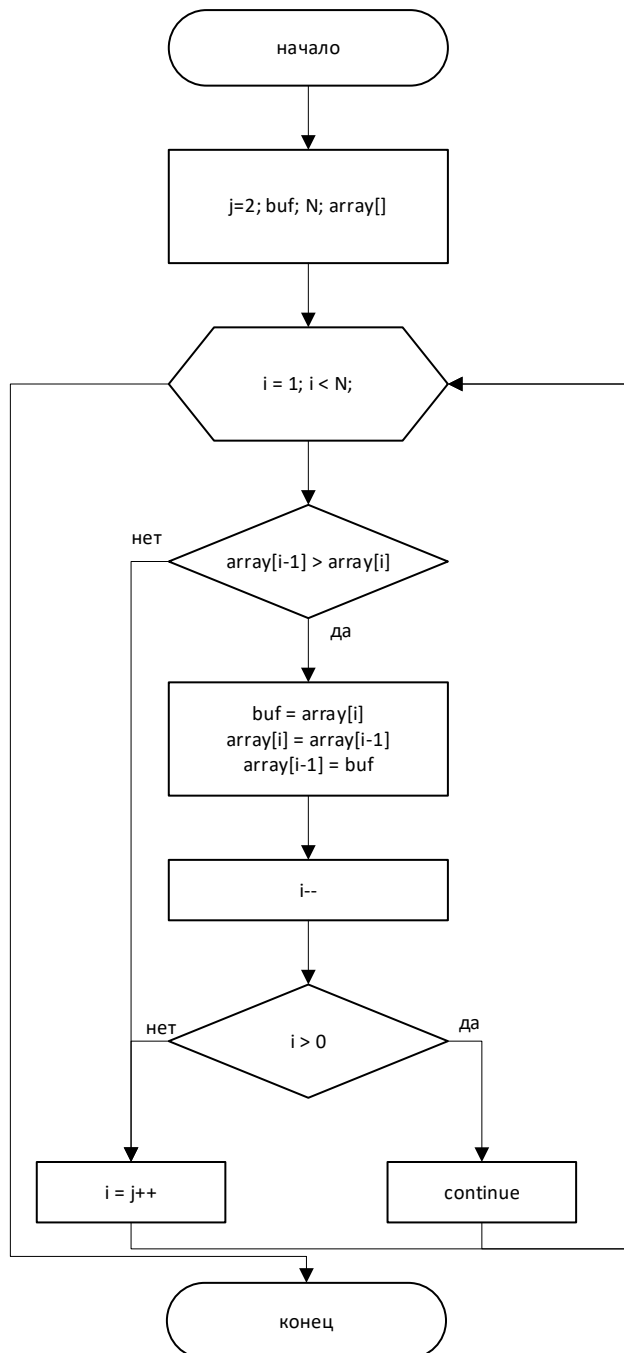 начало
j=2; buf; N; array[]
i = 1; i < N;
нет
array[i-1] > array[i]
да
buf = array[i]
array[i] = array[i-1]
array[i-1] = buf
i--
нет
i > 0
да
i = j++
continue
конец